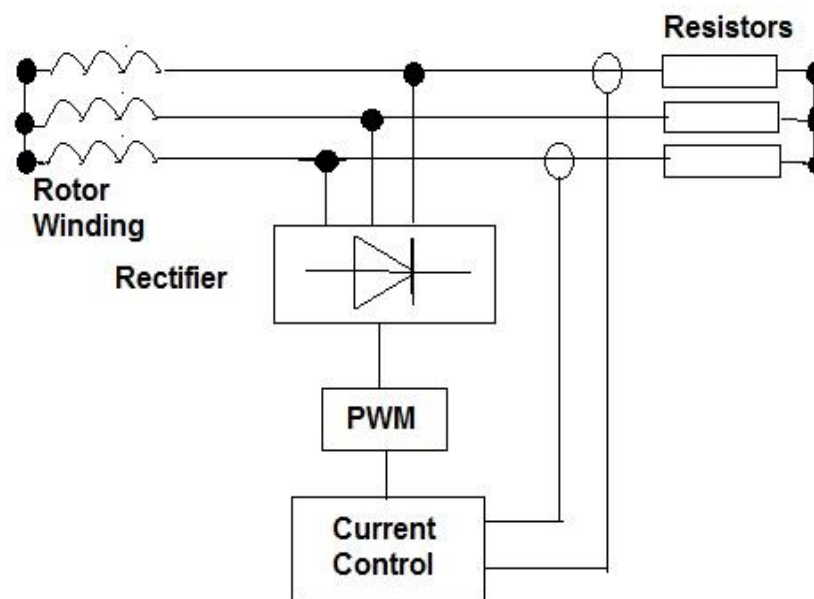 Resistors
Rotor
Winding
Rectifier
PWM
Current
Control